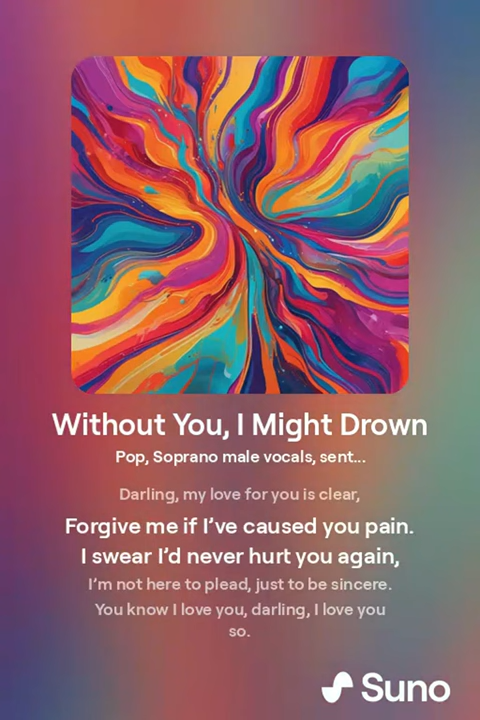 Without You, I Might Drown
Pop, Soprano male vocals, sent...
Darling, my love for you is clear,
Forgive me if I've caused you pain.
I swear I'd never hurt you again,
I'm not here to plead, just to be sincere.
You know I love you, darling, I love you
so.
Suno